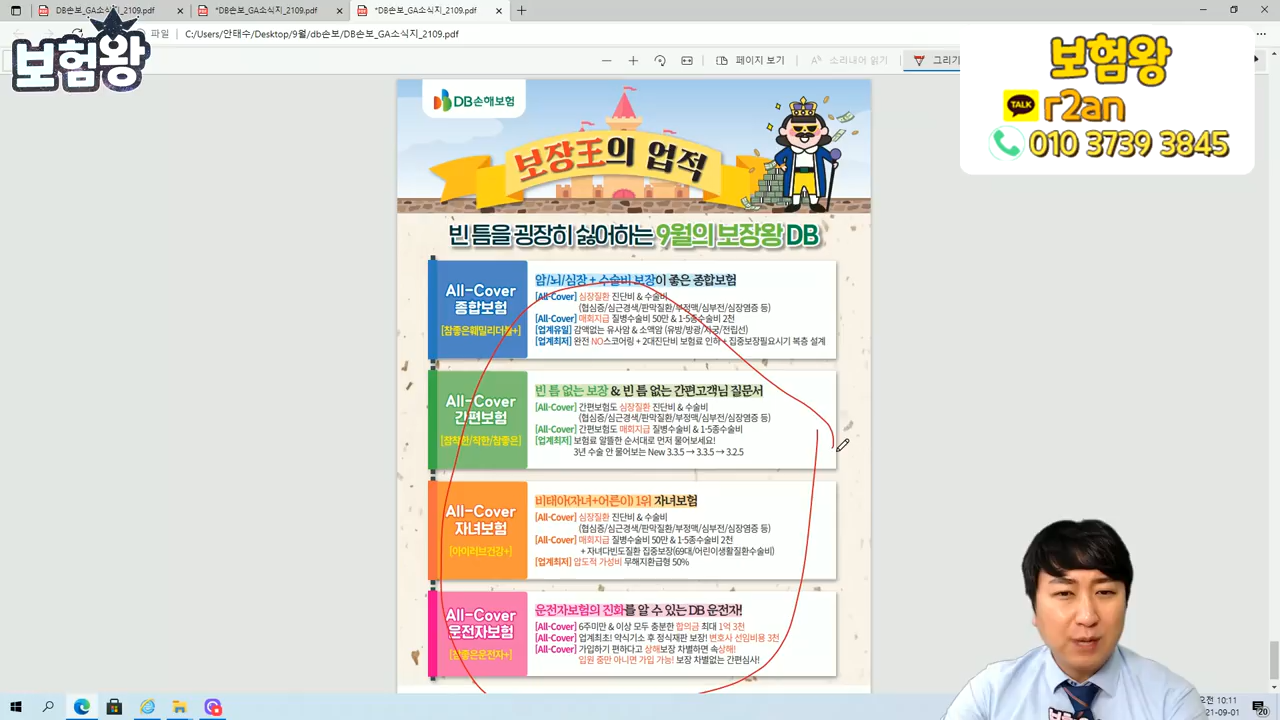 DB손보_GA소식지_2109.pdf
*DB손보_GA소식지_2109.pdf
*DB손보_GA소식지_2109.pdf
파일
C:/Users/안태수/Desktop/9월/db손보/DB손보_GA소식지_2109.pdf
페이지 보기
소리내어 읽기
그리기
보험왕
보험왕
TALK r2an
010 3739 3845
DB손해보험
보장王의 업적
빈 틈을 굉장히 싫어하는 9월의 보장왕 DB
All-Cover
종합보험
[참좋은훼밀리더블+]
암/뇌/심장 + 수술비 보장이 좋은 종합보험
[All-Cover] 심장질환 진단비 & 수술비
(협심증/심근경색/판막질환/부정맥/심부전/심장염증 등)
[All-Cover] 매회지급 질병수술비 50만 & 1-5종수술비 2천
[업계유일] 감액없는 유사암 & 소액암 (유방/방광/자궁/전립선)
[업계최저] 완전 NO스코어링 + 2대진단비 보험료 인하 + 집중보장필요시기 복층 설계
All-Cover
간편보험
[참착한/착한/참좋은]
빈 틈 없는 보장 & 빈 틈 없는 간편고객님 질문서
[All-Cover] 간편보험도 심장질환 진단비 & 수술비
(협심증/심근경색/판막질환/부정맥/심부전/심장염증 등)
[All-Cover] 간편보험도 매회지급 질병수술비 & 1-5종수술비
[업계최저] 보험료 알뜰한 순서대로 먼저 물어보세요!
3년 수술 안 물어보는 New 3.3.5 → 3.3.5 → 3.2.5
All-Cover
자녀보험
[아이러브건강+]
비태아(자녀+어른이) 1위 자녀보험
[All-Cover] 심장질환 진단비 & 수술비
(협심증/심근경색/판막질환/부정맥/심부전/심장염증 등)
[All-Cover] 매회지급 질병수술비 50만 & 1-5종수술비 2천
+ 자녀다빈도질환 집중보장(69대/어린이생활질환수술비)
[업계최저] 압도적 가성비 무해지환급형 50%
All-Cover
운전자보험
[참좋은운전자+]
운전자보험의 진화를 알 수 있는 DB 운전자!
[All-Cover] 6주미만 & 이상 모두 충분한 합의금 최대 1억 3천
[All-Cover] 업계최초! 약식기소 후 정식재판 보장! 변호사 선임비용 3천
[All-Cover] 가입하기 편하다고 상해보장 차별하면 속상해!
입원 중만 아니면 가입 가능! 보장 차별없는 간편심사!
오전 10:11
21-09-01
20